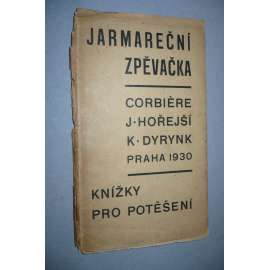 JARMAREČNÍ
ZPĚVAČKA
CORBIÈRE
J·HOŘEJŠÍ
K·DYRYNK
PRAHA 1930
KNÍŽKY
PRO POTĚŠENÍ